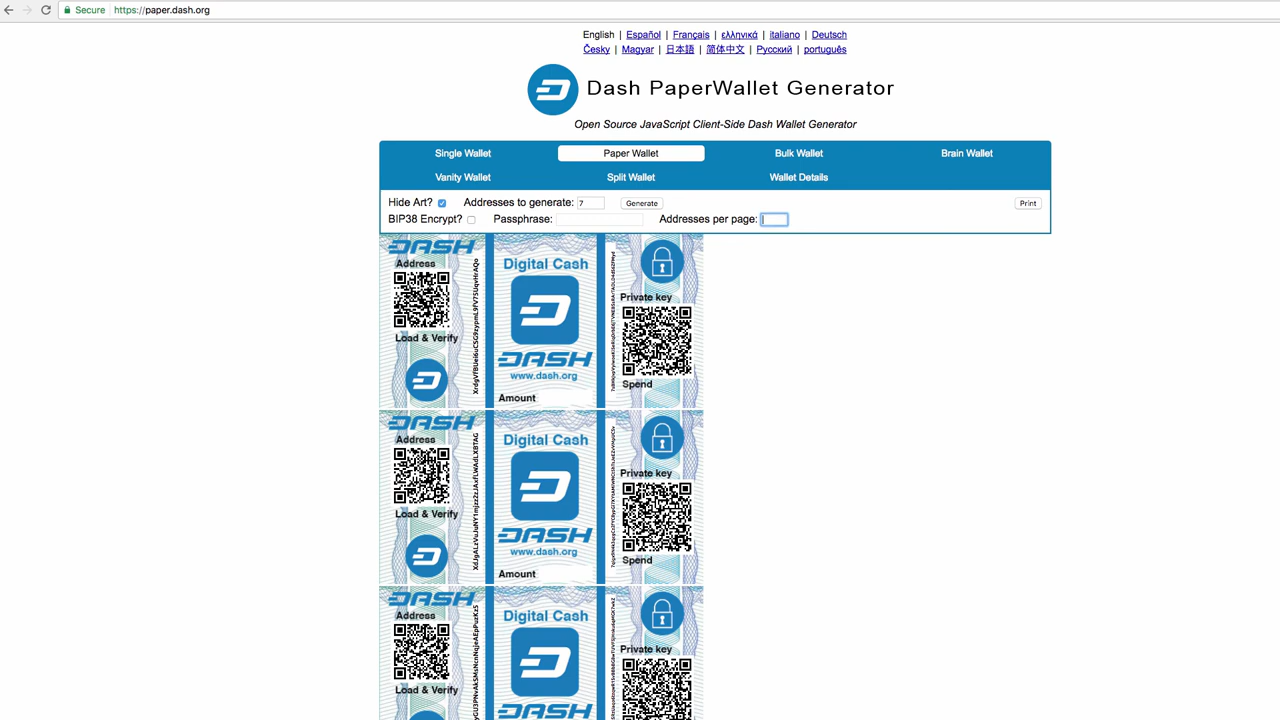 Secure https://paper.dash.org
English | Español | Français | ελληνικά | italiano | Deutsch
Česky | Magyar | 日本語 | 简体中文 | Русский | português
Dash PaperWallet Generator
Open Source JavaScript Client-Side Dash Wallet Generator
Single Wallet Paper Wallet Bulk Wallet Brain Wallet
Vanity Wallet Split Wallet Wallet Details
Hide Art? Addresses to generate: 7 Generate Print
BIP38 Encrypt? Passphrase: Addresses per page:
DASH
Address
Load & Verify
Digital Cash
DASH
www.dash.org
Amount
Private key
Spend
DASH
Address
Load & Verify
Digital Cash
DASH
www.dash.org
Amount
Private key
Spend
DASH
Address
Load & Verify
Digital Cash
DASH
Private key